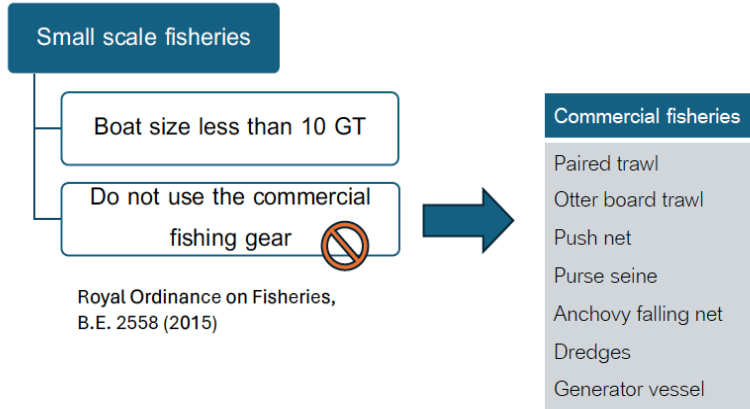 Small scale fisheries
Boat size less than 10 GT
Do not use the commercial
fishing gear
Royal Ordinance on Fisheries,
B.E. 2558 (2015)
Commercial fisheries
Paired trawl
Otter board trawl
Push net
Purse seine
Anchovy falling net
Dredges
Generator vessel